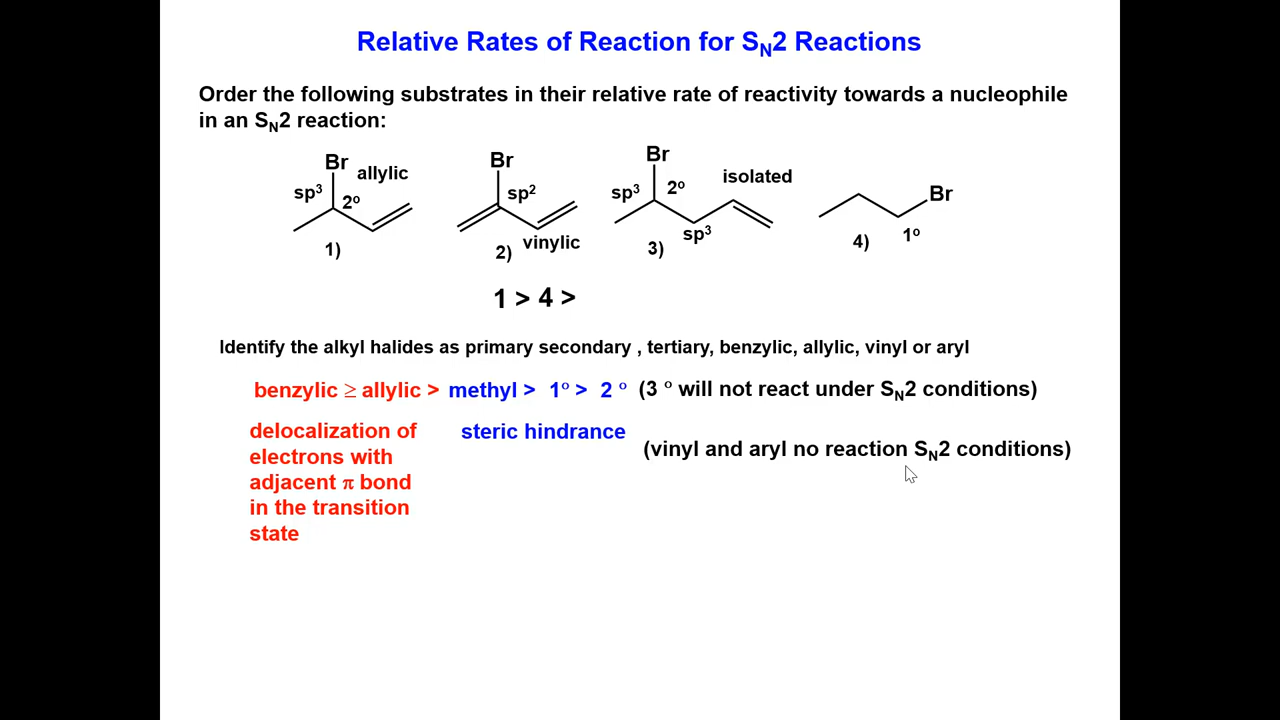 Relative Rates of Reaction for SN2 Reactions
Order the following substrates in their relative rate of reactivity towards a nucleophile
in an SN2 reaction:
Br allylic sp³ 2º 1)
Br sp² vinylic 2)
Br sp³ 2º isolated sp³ 3)
Br 4) 1º
1 > 4 >
Identify the alkyl halides as primary secondary , tertiary, benzylic, allylic, vinyl or aryl
benzylic ≥ allylic > methyl > 1º > 2 º (3 º will not react under SN2 conditions)
delocalization of
electrons with
adjacent π bond
in the transition
state
steric hindrance
(vinyl and aryl no reaction SN2 conditions)